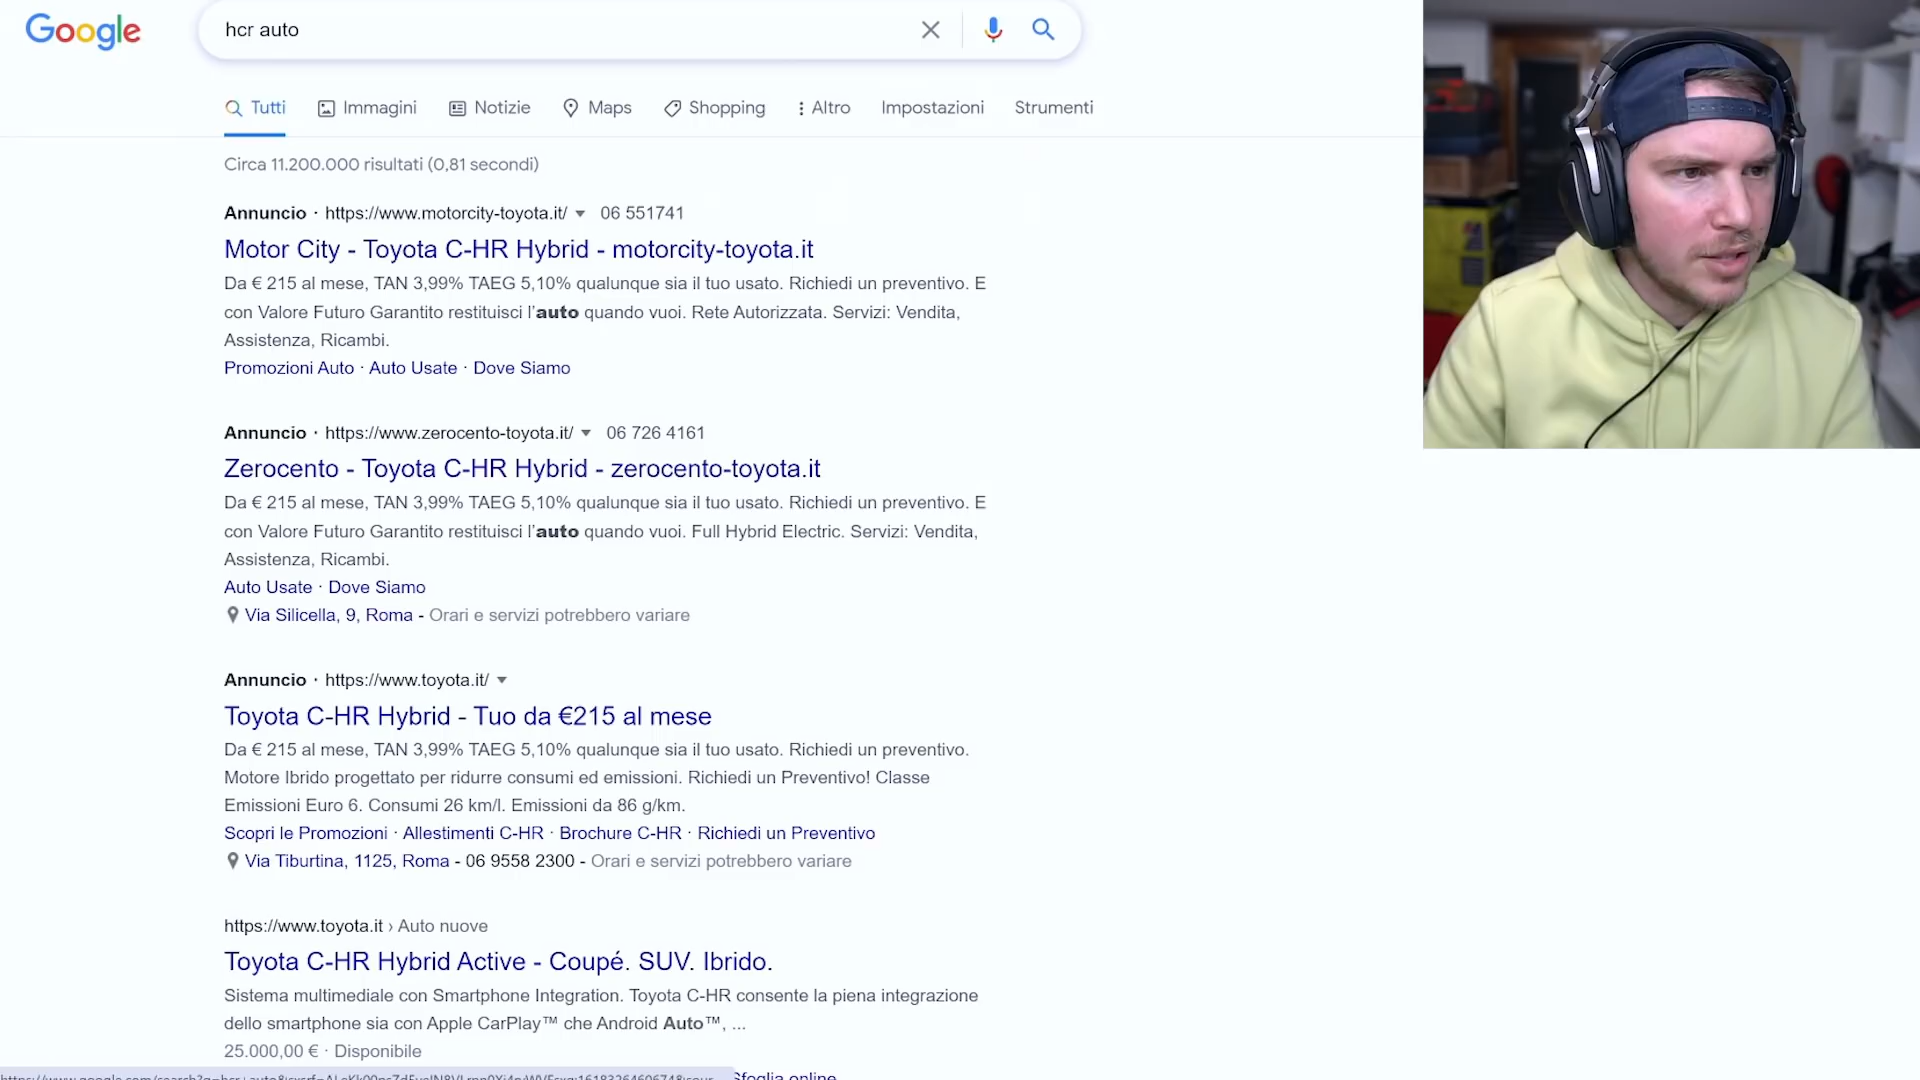 Google
hcr auto
Tutti Immagini Notizie Maps Shopping Altro Impostazioni Strumenti
Circa 11.200.000 risultati (0,81 secondi)
Annuncio · https://www.motorcity-toyota.it/ 06 551741
Motor City - Toyota C-HR Hybrid - motorcity-toyota.it
Da € 215 al mese, TAN 3,99% TAEG 5,10% qualunque sia il tuo usato. Richiedi un preventivo. E
con Valore Futuro Garantito restituisci l'auto quando vuoi. Rete Autorizzata. Servizi: Vendita,
Assistenza, Ricambi.
Promozioni Auto · Auto Usate · Dove Siamo
Annuncio · https://www.zerocento-toyota.it/ 06 726 4161
Zerocento - Toyota C-HR Hybrid - zerocento-toyota.it
Da € 215 al mese, TAN 3,99% TAEG 5,10% qualunque sia il tuo usato. Richiedi un preventivo. E
con Valore Futuro Garantito restituisci l'auto quando vuoi. Full Hybrid Electric. Servizi: Vendita,
Assistenza, Ricambi.
Auto Usate · Dove Siamo
Via Silicella, 9, Roma - Orari e servizi potrebbero variare
Annuncio · https://www.toyota.it/
Toyota C-HR Hybrid - Tuo da €215 al mese
Da € 215 al mese, TAN 3,99% TAEG 5,10% qualunque sia il tuo usato. Richiedi un preventivo.
Motore Ibrido progettato per ridurre consumi ed emissioni. Richiedi un Preventivo! Classe
Emissioni Euro 6. Consumi 26 km/l. Emissioni da 86 g/km.
Scopri le Promozioni · Allestimenti C-HR · Brochure C-HR · Richiedi un Preventivo
Via Tiburtina, 1125, Roma - 06 9558 2300 - Orari e servizi potrebbero variare
https://www.toyota.it › Auto nuove
Toyota C-HR Hybrid Active - Coupé. SUV. Ibrido.
Sistema multimediale con Smartphone Integration. Toyota C-HR consente la piena integrazione
dello smartphone sia con Apple CarPlay™ che Android Auto™, ...
25.000,00 € · Disponibile
Sfoglia online